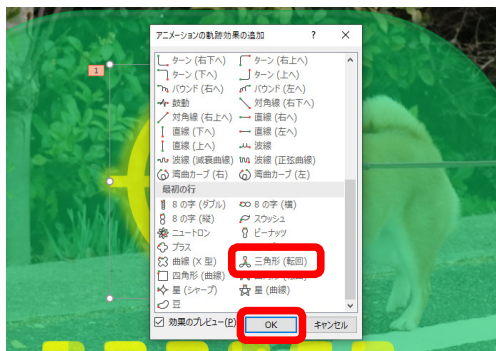 アニメーションの軌跡効果の追加 ? ×
ターン (右下へ) ターン (右上へ)
ターン (下へ) ターン (上へ)
バウンド (右へ) バウンド (左へ)
鼓動 対角線 (右下へ)
対角線 (右上へ) 直線 (右へ)
直線 (下へ) 直線 (左へ)
直線 (上へ) 波線
波線 (減衰曲線) 波線 (正弦曲線)
湾曲カーブ (右) 湾曲カーブ (左)
最初の行
8 の字 (ダブル) 8 の字 (横)
8 の字 (縦) スウッシュ
ニュートロン ピーナッツ
プラス
曲線 (X 型) 三角形 (転回)
四角形 (曲線)
星 (シャープ) 星 (曲線)
豆
効果のプレビュー(P) OK キャンセル
1